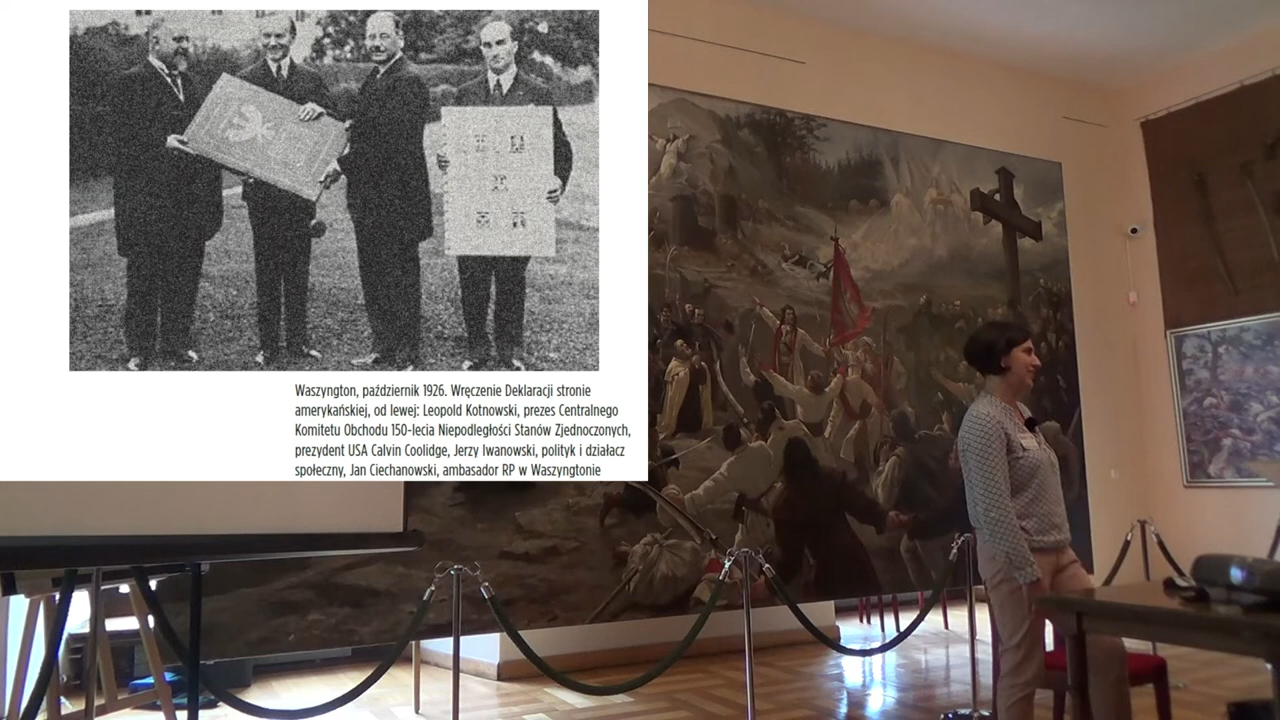 Waszyngton, październik 1926. Wręczenie Deklaracji stronie
amerykańskiej, od lewej: Leopold Kotnowski, prezes Centralnego
Komitetu Obchodu 150-lecia Niepodległości Stanów Zjednoczonych,
prezydent USA Calvin Coolidge, Jerzy Iwanowski, polityk i działacz
społeczny, Jan Ciechanowski, ambasador RP w Waszyngtonie